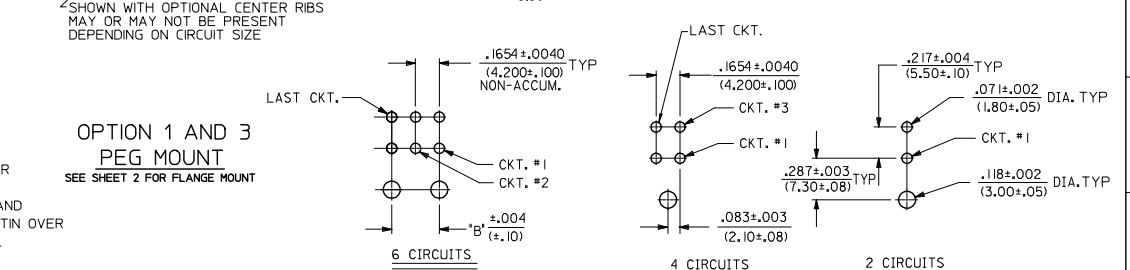 2 SHOWN WITH OPTIONAL CENTER RIBS
MAY OR MAY NOT BE PRESENT
DEPENDING ON CIRCUIT SIZE
OPTION 1 AND 3
PEG MOUNT
SEE SHEET 2 FOR FLANGE MOUNT
AND
TIN OVER
.1654±.0040
(4.200±.100)
TYP
NON-ACCUM.
LAST CKT.
CKT. #1
CKT. #2
"B" ±.004
(±.10)
6 CIRCUITS
LAST CKT.
.1654±.0040
(4.200±.100)
CKT. #3
CKT. #1
.083±.003
(2.10±.08)
4 CIRCUITS
.217±.004
(5.50±.10)
TYP
.071±.002
(1.80±.05)
DIA. TYP
CKT. #1
.287±.003
(7.30±.08)
TYP
.118±.002
(3.00±.05)
DIA. TYP
2 CIRCUITS